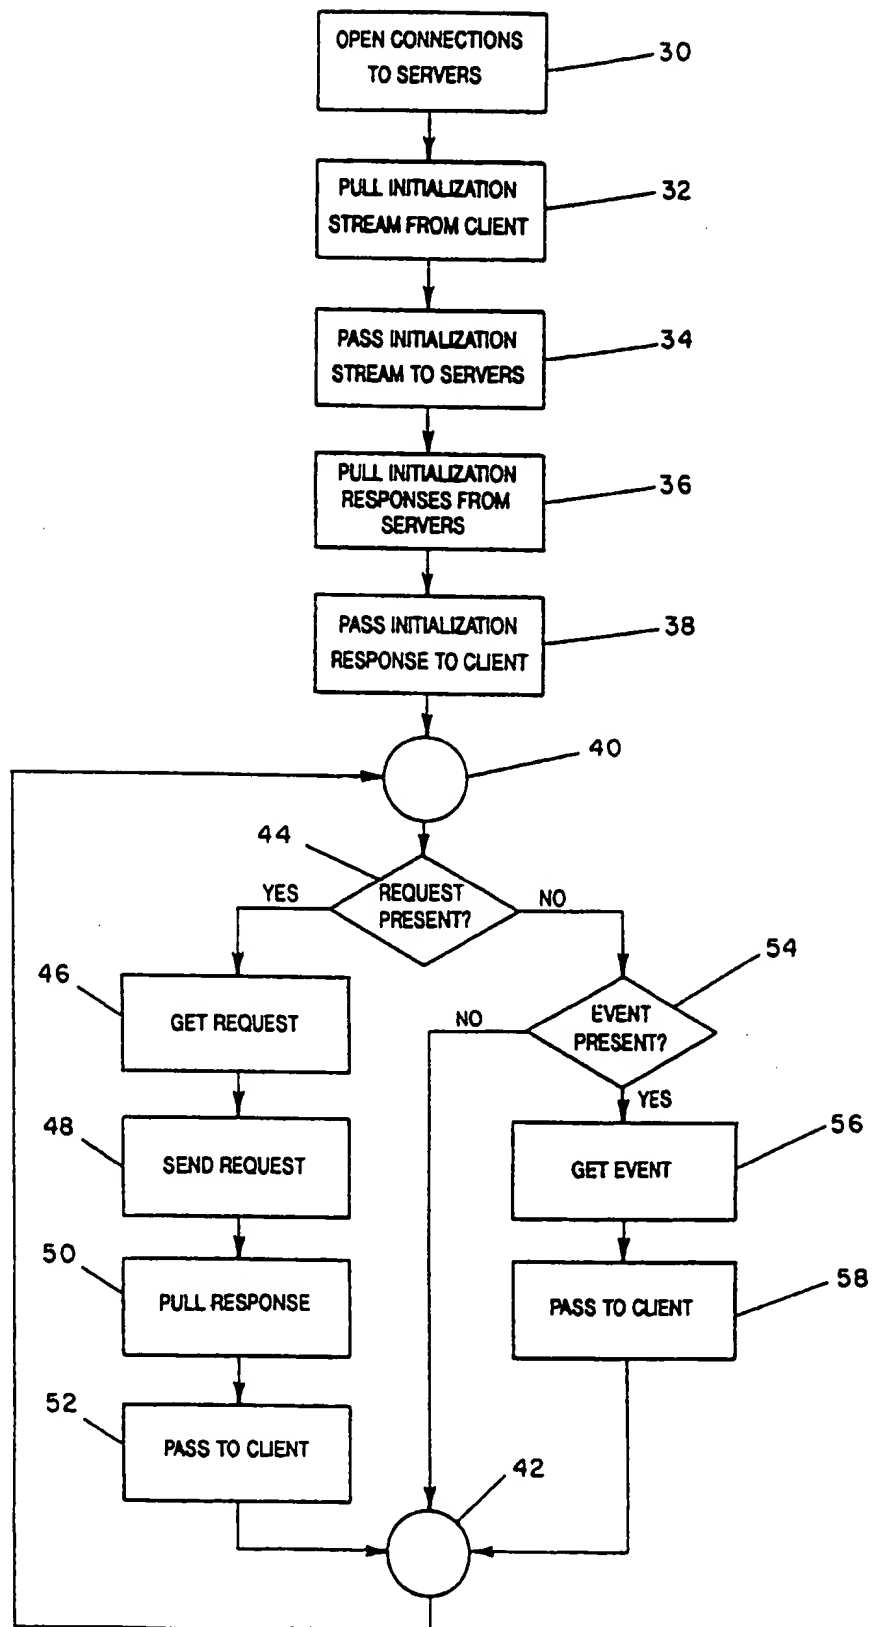 OPEN CONNECTIONS
TO SERVERS
30
PULL INITIALIZATION
STREAM FROM CLIENT
32
PASS INITIALIZATION
STREAM TO SERVERS
34
PULL INITIALIZATION
RESPONSES FROM
SERVERS
36
PASS INITIALIZATION
RESPONSE TO CLIENT
38
40
44
REQUEST
PRESENT?
YES
NO
46
GET REQUEST
54
EVENT
PRESENT?
NO
YES
48
SEND REQUEST
56
GET EVENT
50
PULL RESPONSE
58
PASS TO CLIENT
52
PASS TO CLIENT
42